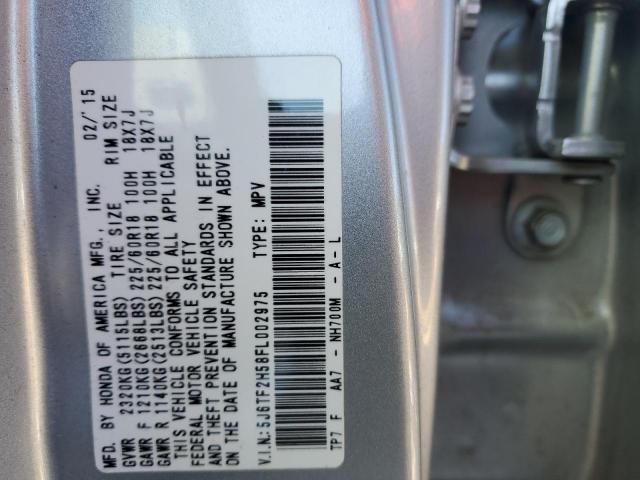 MFD. BY HONDA OF AMERICA MFG., INC. 02/'15
GVWR 2320KG(5115LBS) TIRE SIZE RIM SIZE
GAWR F 1210KG(2668LBS) 225/60R18 100H 18X7J
GAWR R 1140KG(2513LBS) 225/60R18 100H 18X7J
THIS VEHICLE CONFORMS TO ALL APPLICABLE
FEDERAL MOTOR VEHICLE SAFETY
AND THEFT PREVENTION STANDARDS IN EFFECT
ON THE DATE OF MANUFACTURE SHOWN ABOVE.
V.I.N.:5J6TF2H58FL002975 TYPE: MPV
TP7 F AA7 - NH700M - A - L